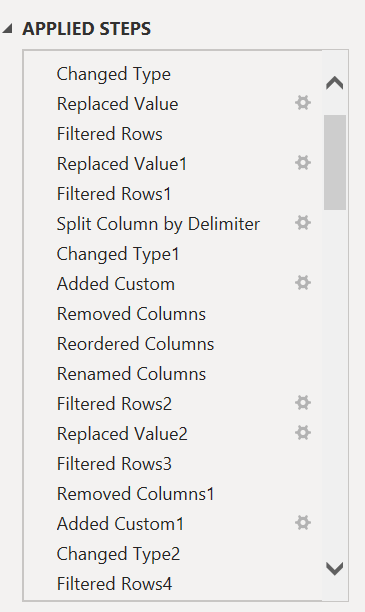 APPLIED STEPS
Changed Type
Replaced Value
Filtered Rows
Replaced Value1
Filtered Rows1
Split Column by Delimiter
Changed Type1
Added Custom
Removed Columns
Reordered Columns
Renamed Columns
Filtered Rows2
Replaced Value2
Filtered Rows3
Removed Columns1
Added Custom1
Changed Type2
Filtered Rows4